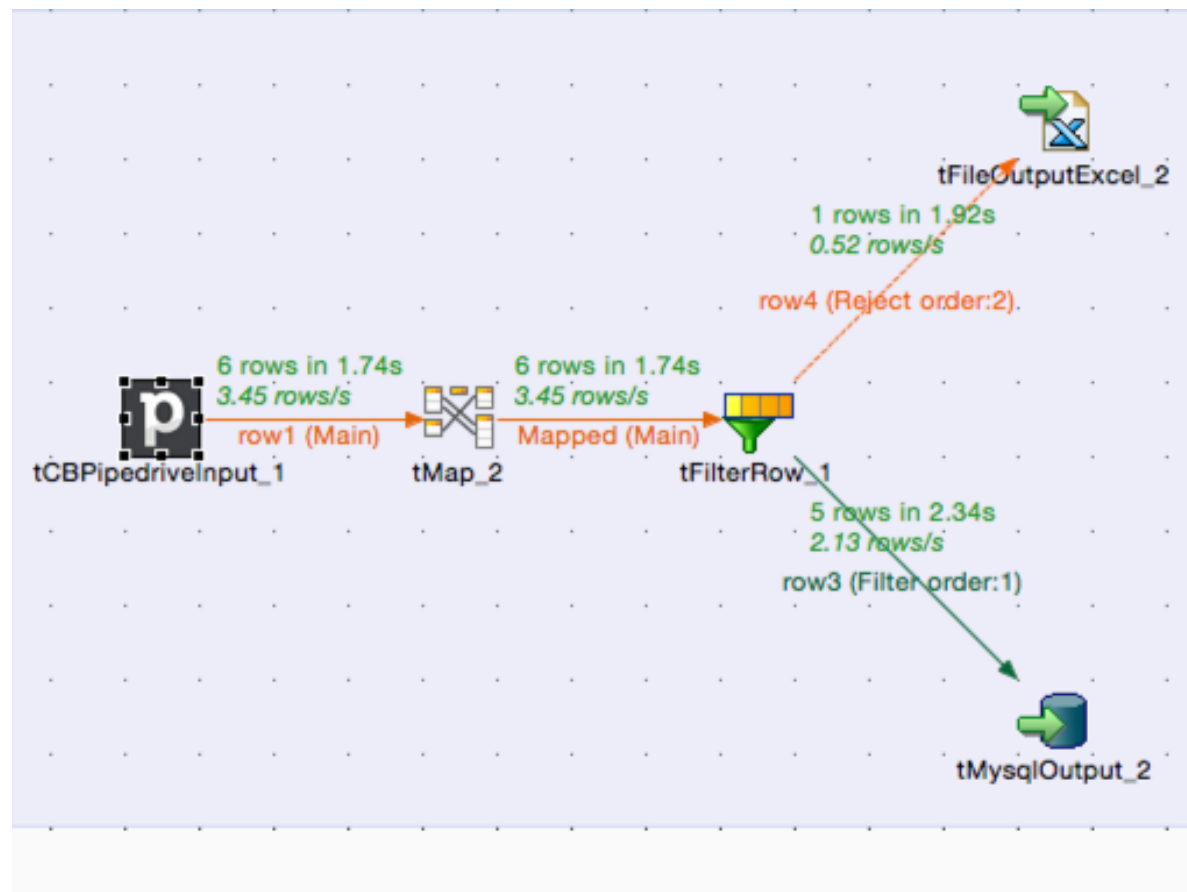 tFileOutputExcel_2
1 rows in 1.92s
0.52 rows/s
row4 (Reject order:2)
6 rows in 1.74s
3.45 rows/s
row1 (Main)
6 rows in 1.74s
3.45 rows/s
Mapped (Main)
p
tCBPipedriveInput_1
tMap_2
tFilterRow_1
5 rows in 2.34s
2.13 rows/s
row3 (Filter order:1)
tMysqlOutput_2